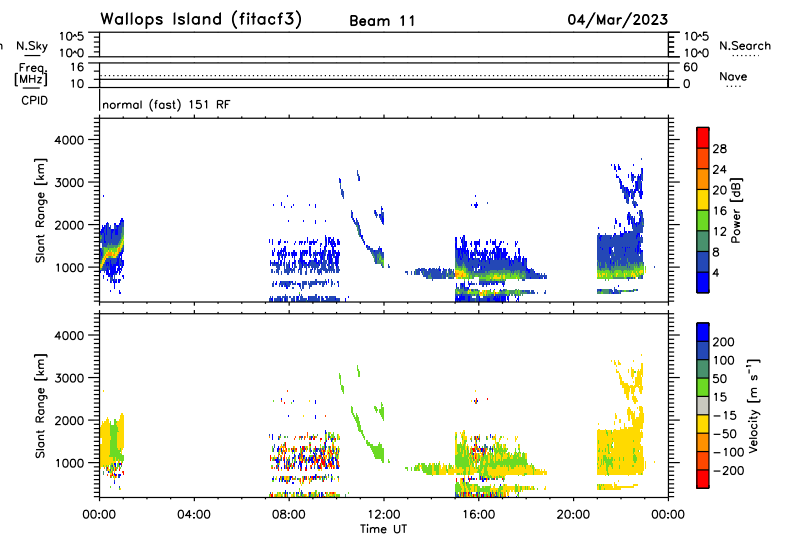 Wallops Island (fitacf3) Beam 11 04/Mar/2023
n N.Sky 10^5 10^0 10^5 10^0 N.Search
Freq. [MHz] 16 10 60 0 Nave
CPID normal (fast) 151 RF
Slant Range [km]
4000
3000
2000
1000
28
24
20
16
12
8
4
Power [dB]
Slant Range [km]
4000
3000
2000
1000
200
100
50
15
-15
-50
-100
-200
Velocity [m s⁻¹]
00:00 04:00 08:00 12:00 16:00 20:00 00:00
Time UT